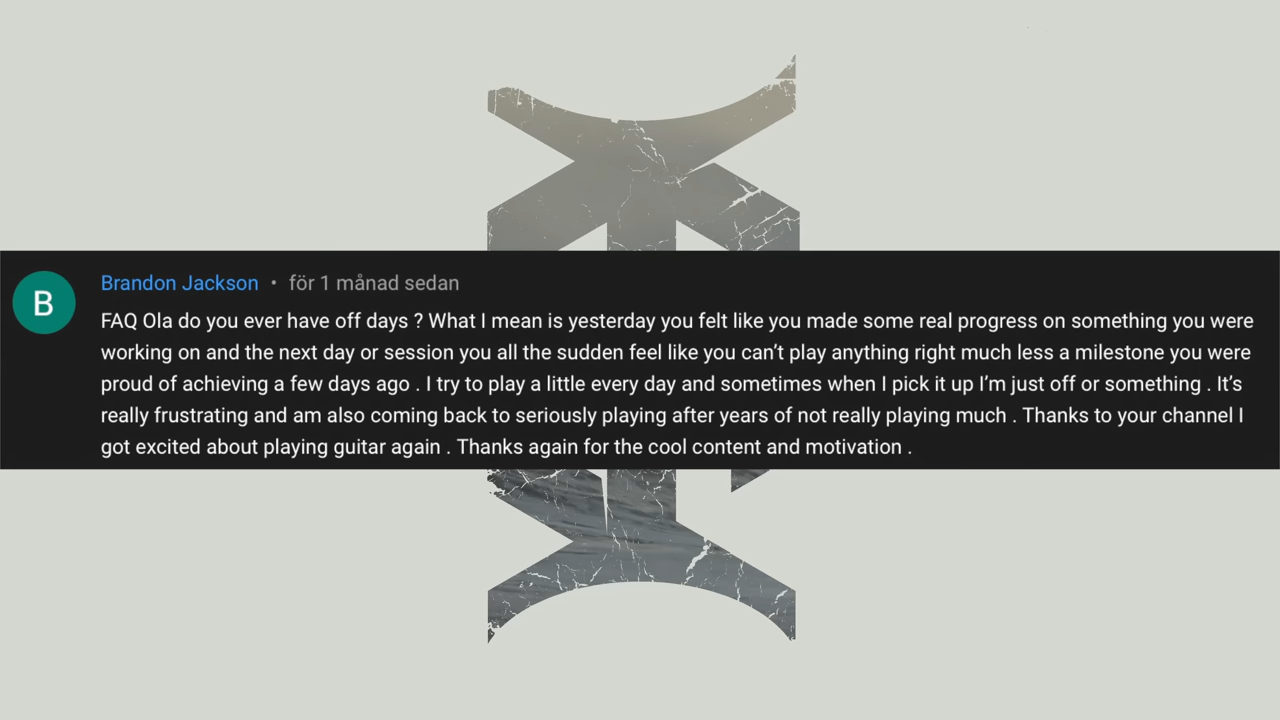 B
Brandon Jackson • för 1 månad sedan
FAQ Ola do you ever have off days ? What I mean is yesterday you felt like you made some real progress on something you were
working on and the next day or session you all the sudden feel like you can’t play anything right much less a milestone you were
proud of achieving a few days ago . I try to play a little every day and sometimes when I pick it up I’m just off or something . It’s
really frustrating and am also coming back to seriously playing after years of not really playing much . Thanks to your channel I
got excited about playing guitar again . Thanks again for the cool content and motivation .